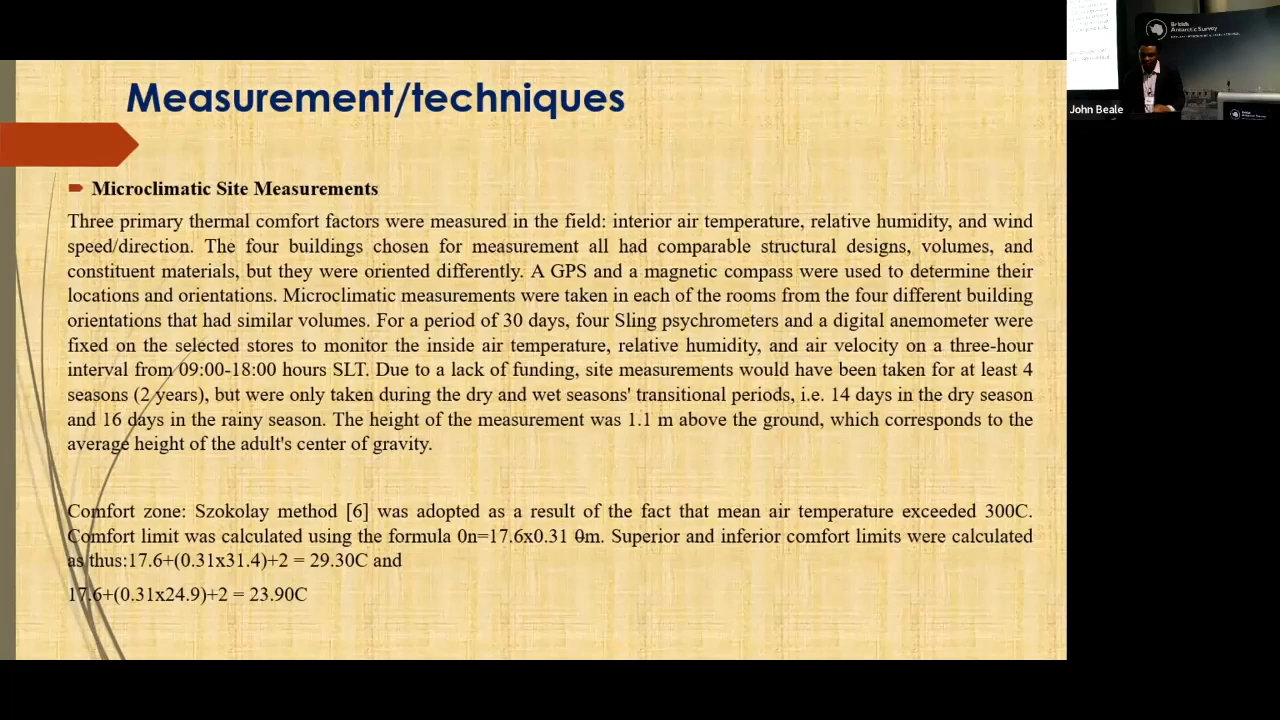 Measurement/techniques
Microclimatic Site Measurements
Three primary thermal comfort factors were measured in the field: interior air temperature, relative humidity, and wind
speed/direction. The four buildings chosen for measurement all had comparable structural designs, volumes, and
constituent materials, but they were oriented differently. A GPS and a magnetic compass were used to determine their
locations and orientations. Microclimatic measurements were taken in each of the rooms from the four different building
orientations that had similar volumes. For a period of 30 days, four Sling psychrometers and a digital anemometer were
fixed on the selected stores to monitor the inside air temperature, relative humidity, and air velocity on a three-hour
interval from 09:00-18:00 hours SLT. Due to a lack of funding, site measurements would have been taken for at least 4
seasons (2 years), but were only taken during the dry and wet seasons' transitional periods, i.e. 14 days in the dry season
and 16 days in the rainy season. The height of the measurement was 1.1 m above the ground, which corresponds to the
average height of the adult's center of gravity.
Comfort zone: Szokolay method [6] was adopted as a result of the fact that mean air temperature exceeded 300C.
Comfort limit was calculated using the formula 0n=17.6x0.31 θm. Superior and inferior comfort limits were calculated
as thus:17.6+(0.31x31.4)+2 = 29.30C and
17.6+(0.31x24.9)+2 = 23.90C
British
Antarctic Survey
John Beale